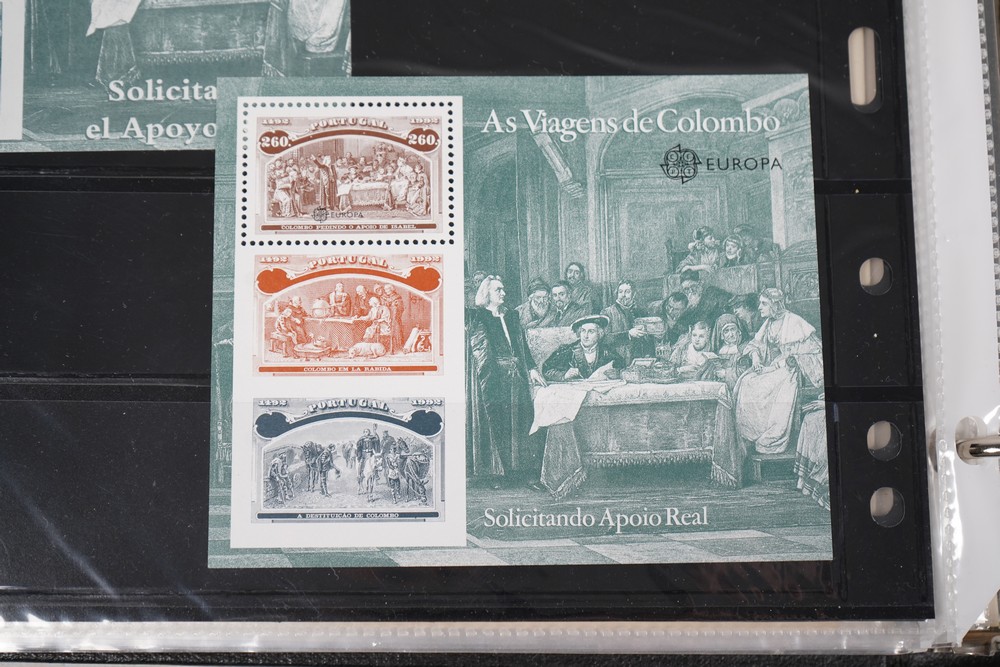 Solicita
el Apoyo
As Viagens de Colombo
EUROPA
1492 PORTUGAL 1992
260. 260.
EUROPA
COLOMBO PEDINDO O APOIO DE ISABEL
1492 PORTUGAL 1992
COLOMBO EM LA RABIDA
1492 PORTUGAL 1992
A DESTITUIÇÃO DE COLOMBO
Solicitando Apoio Real